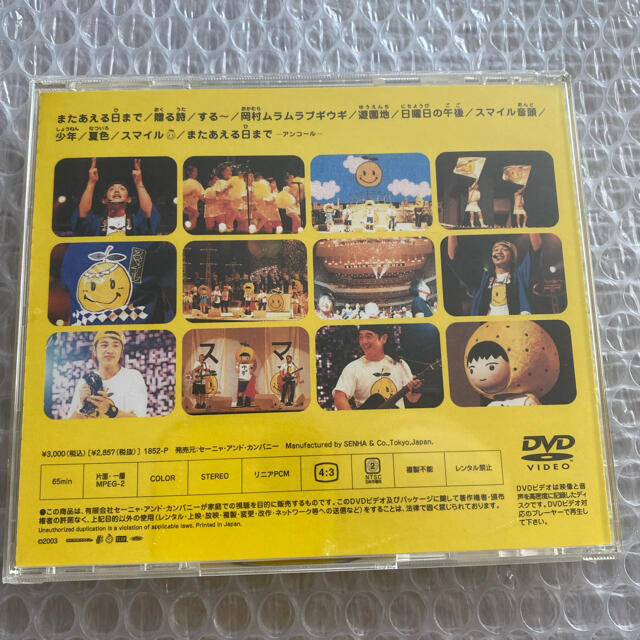 またあえる日まで／贈る詩／する～／岡村ムラムラブギウギ／遊園地／日曜日の午後／スマイル音頭／
少年／夏色／スマイル／またあえる日まで ―アンコール―
ス マ
¥3,000(税込) [¥2,857(税抜)] 1852-P 発売元:セーニャ・アンド・カンパニー Manufactured by SENHA & Co.,Tokyo,Japan.
65min 片面・一層 MPEG-2 COLOR STEREO リニアPCM 4:3 2 NTSC 複製不能 レンタル禁止
DVD
VIDEO
DVDビデオは映像と音
声を高密度に記録したディ
スクです。DVDビデオ対
応のプレーヤーで再生し
て下さい。
●この商品は、有限会社セーニャ・アンド・カンパニーが家庭での視聴を目的に販売するものです。このDVDビデオ及びパッケージに関して著作者・頒布
権者の許諾なく、上記目的以外の使用(レンタル・上映・放映・複製・変更・改作・ネットワーク等への送信など)をすることは、法律で固く禁じられております。
Unauthorized duplication is a violation of applicable laws. Printed in Japan.
©2003